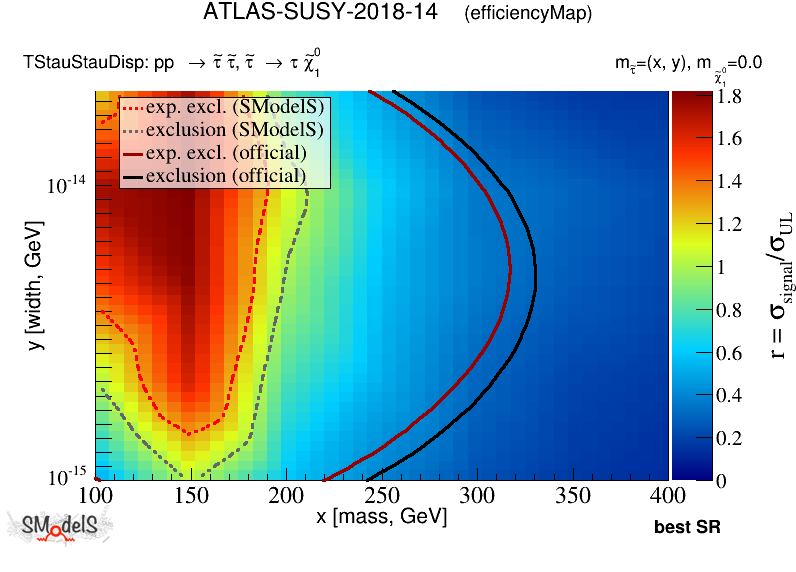 ATLAS-SUSY-2018-14 (efficiencyMap)
TStauStauDisp: pp → τ̃ τ̃, τ̃ → τ χ̃₁⁰
m_τ̃=(x, y), m_χ̃₁⁰=0.0
exp. excl. (SModelS)
exclusion (SModelS)
exp. excl. (official)
exclusion (official)
10⁻¹⁴
10⁻¹⁵
y [width, GeV]
100 150 200 250 300 350 400
x [mass, GeV]
1.8
1.6
1.4
1.2
1
0.8
0.6
0.4
0.2
0
r = σ_signal/σ_UL
SModelS
best SR